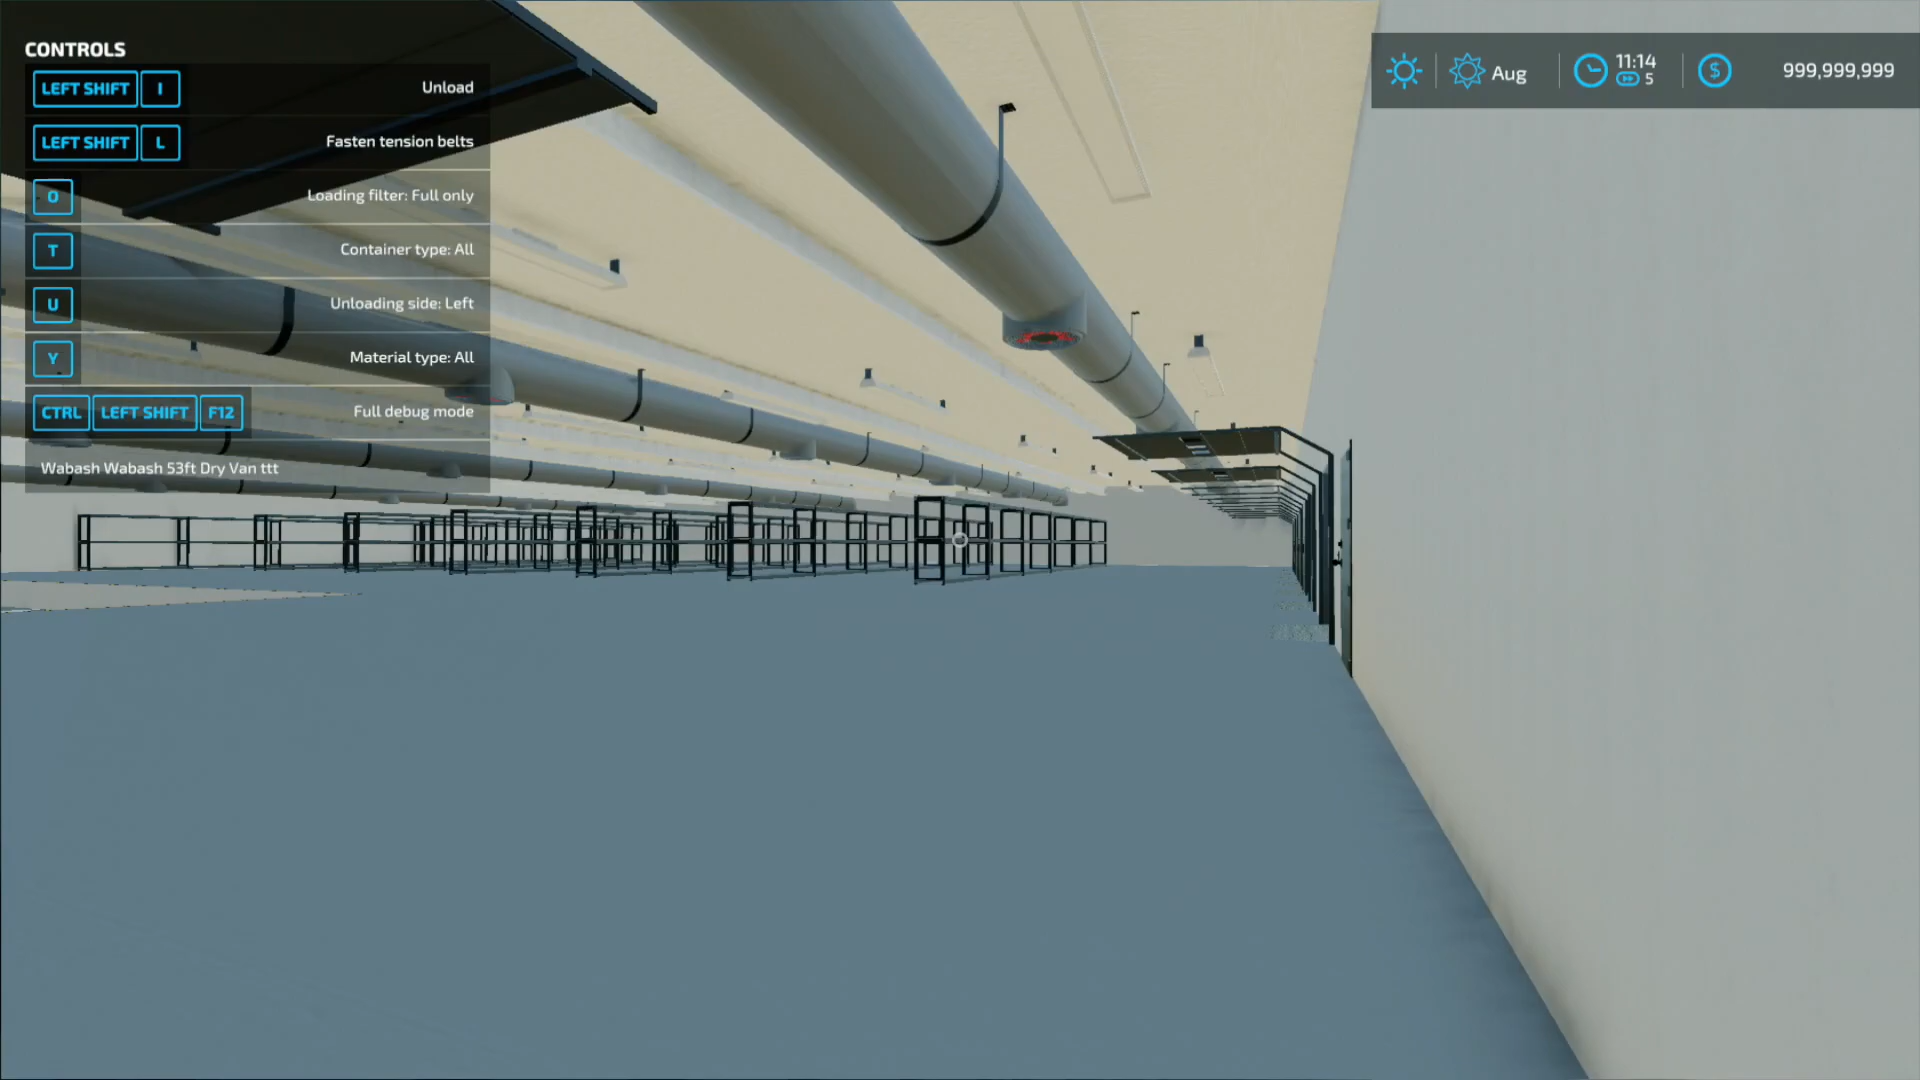 CONTROLS
LEFT SHIFT I Unload
LEFT SHIFT L Fasten tension belts
O Loading filter: Full only
T Container type: All
U Unloading side: Left
Y Material type: All
CTRL LEFT SHIFT F12 Full debug mode
Wabash Wabash 53ft Dry Van ttt
Aug
11:14
5
$
999,999,999